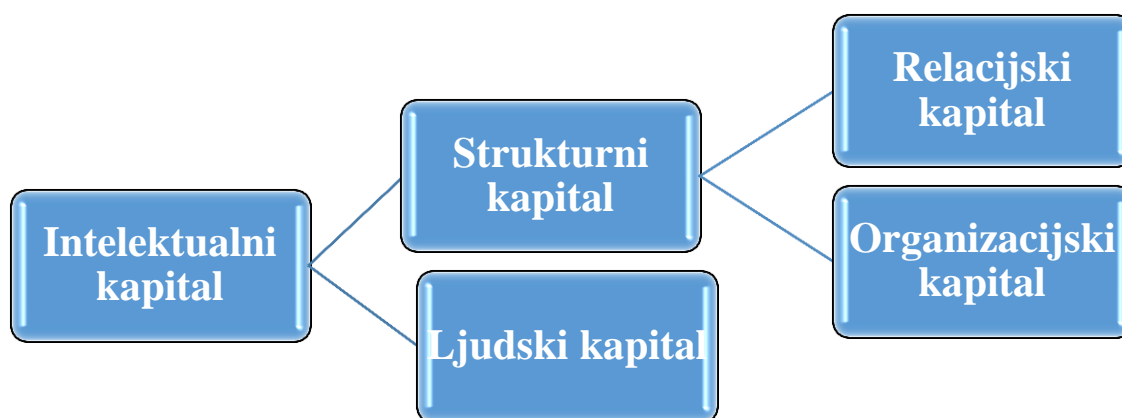 Intelektualni
kapital
Strukturni
kapital
Ljudski kapital
Relacijski
kapital
Organizacijski
kapital